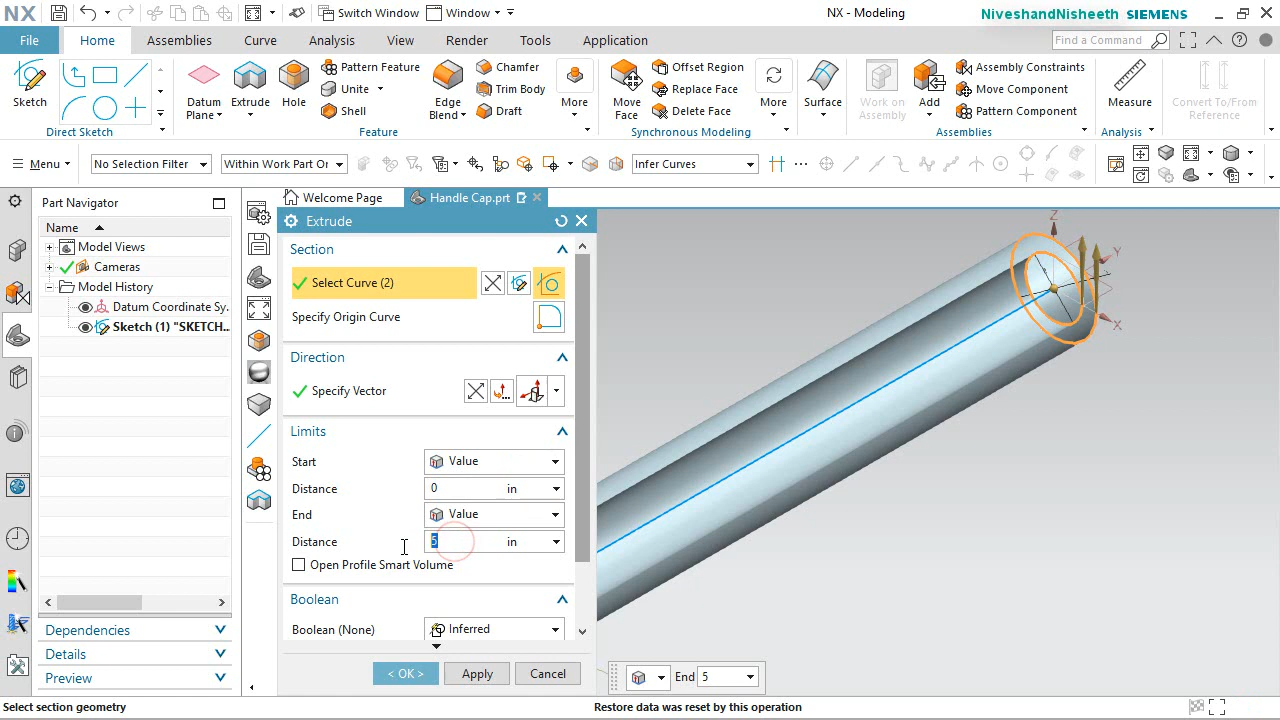 NX
Switch Window
Window
NX - Modeling
NiveshandNisheeth SIEMENS
File
Home
Assemblies
Curve
Analysis
View
Render
Tools
Application
Find a Command
Sketch
Direct Sketch
Datum Plane
Extrude
Hole
Pattern Feature
Unite
Shell
Edge Blend
Chamfer
Trim Body
Draft
More
Feature
Move Face
Offset Region
Replace Face
Delete Face
More
Synchronous Modeling
Surface
Work on Assembly
Add
Assembly Constraints
Move Component
Pattern Component
Assemblies
Measure
Analysis
Convert To/From Reference
Menu
No Selection Filter
Within Work Part Or
Infer Curves
Part Navigator
Name
Model Views
Cameras
Model History
Datum Coordinate Sy...
Sketch (1) "SKETCH...
Dependencies
Details
Preview
Welcome Page
Handle Cap.prt
Extrude
Section
Select Curve (2)
Specify Origin Curve
Direction
Specify Vector
Limits
Start
Value
Distance
0 in
End
Value
Distance
5 in
Open Profile Smart Volume
Boolean
Boolean (None)
Inferred
< OK >
Apply
Cancel
Z
Y
X
End 5
Select section geometry
Restore data was reset by this operation